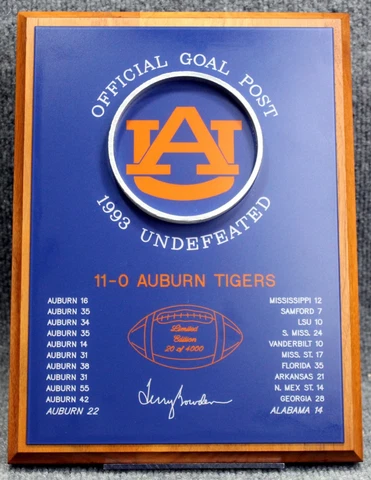 OFFICIAL GOAL POST
AU
1993 UNDEFEATED
11-0 AUBURN TIGERS
AUBURN 16 MISSISSIPPI 12
AUBURN 35 SAMFORD 7
AUBURN 34 LSU 10
AUBURN 35 S. MISS. 24
AUBURN 14 VANDERBILT 10
AUBURN 31 MISS. ST. 17
AUBURN 38 FLORIDA 35
AUBURN 31 ARKANSAS 21
AUBURN 55 N. MEX ST. 14
AUBURN 42 GEORGIA 28
AUBURN 22 ALABAMA 14
Limited
Edition
20 of 4000
Terry Bowden